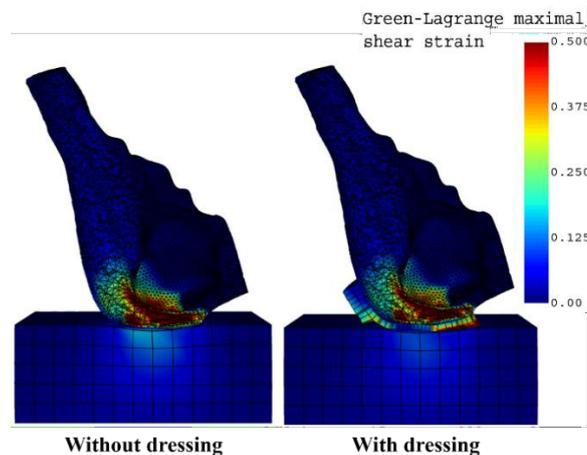 Green-Lagrange maximal
shear strain
0.500
0.375
0.250
0.125
0.00
Without dressing
With dressing